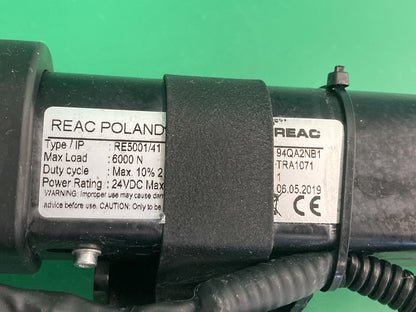 REAC POLAND REAC
Type / IP : RE5001/41 94QA2NB1
Max Load : 6000 N TRA1071
Duty cycle : Max. 10% 2 1
Power Rating : 24VDC Max 06.05.2019
WARNING: Improper use may cause dam
advice before use. CAUTION: Only to be